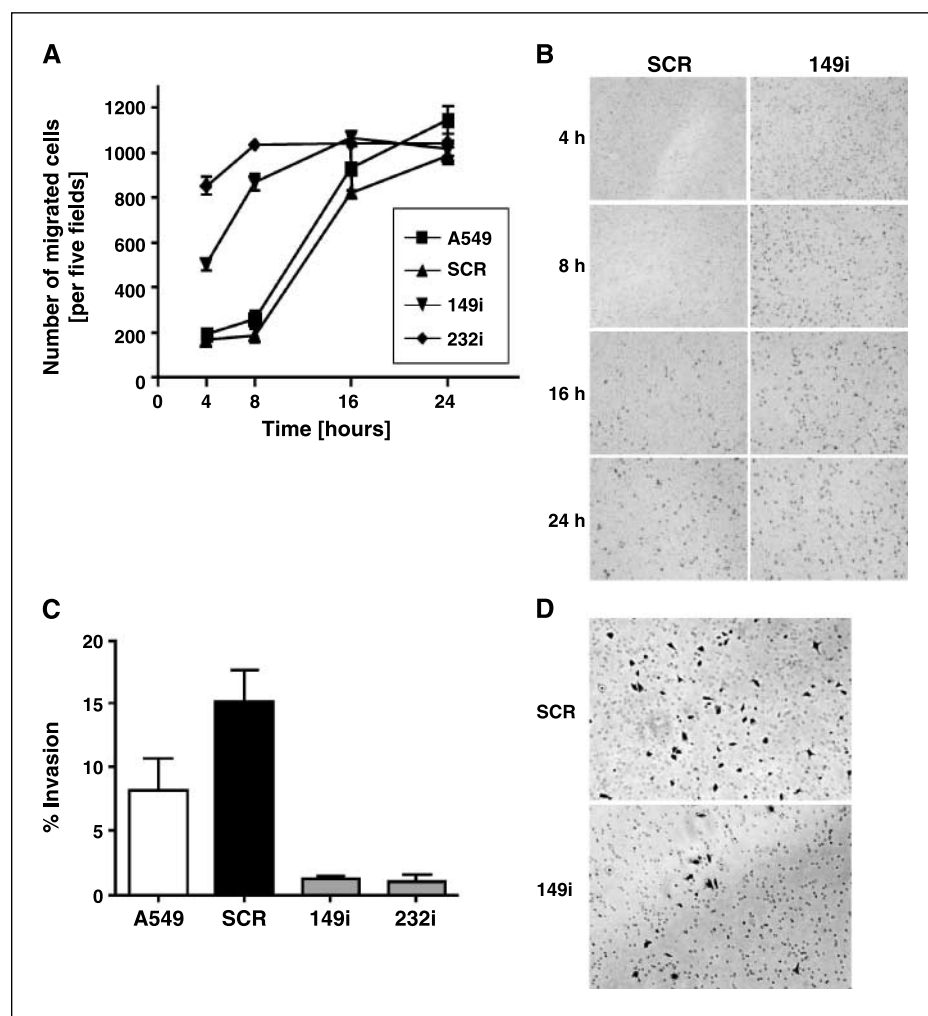 A
Number of migrated cells
[per five fields]
1200
1000
800
600
400
200
0
0 4 8 16 24
Time [hours]
A549
SCR
149i
232i
B
SCR 149i
4 h
8 h
16 h
24 h
C
% Invasion
20
15
10
5
0
A549 SCR 149i 232i
D
SCR
149i